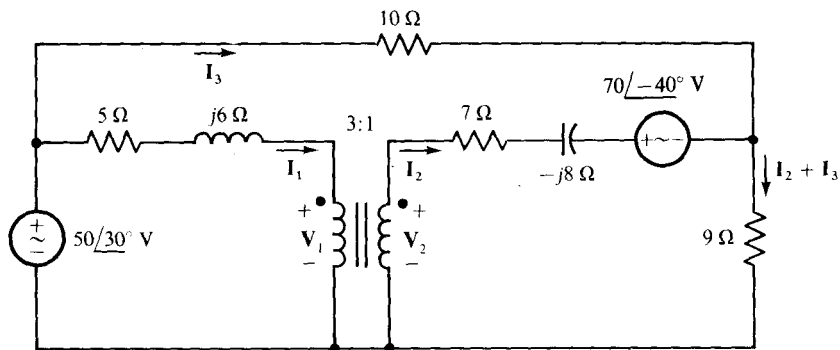 10 Ω
I₃
70/−40° V
5 Ω
j6 Ω
3:1
7 Ω
+ ~ −
I₁
I₂
−j8 Ω
I₂ + I₃
+
~
−
50/30° V
+
V₁
−
+
V₂
−
9 Ω